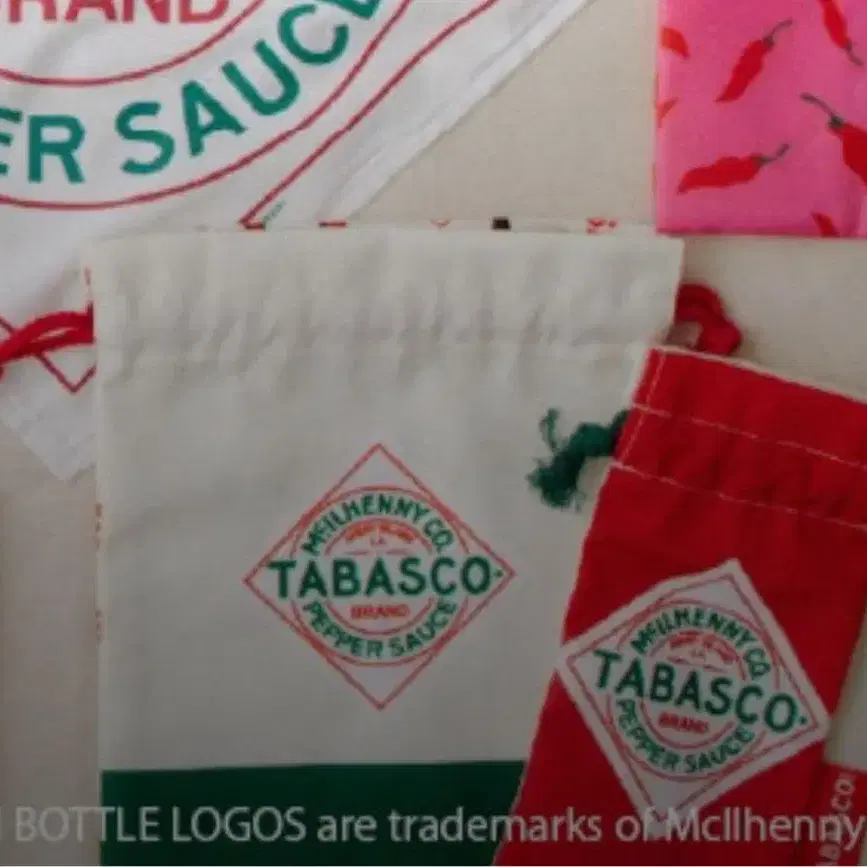 BRAND
ER SAUCE
McILHENNY CO.
TABASCO
BRAND
PEPPER SAUCE
McILHENNY CO.
TABASCO
BRAND
PEPPER SAUCE
BOTTLE LOGOS are trademarks of McIlhenny